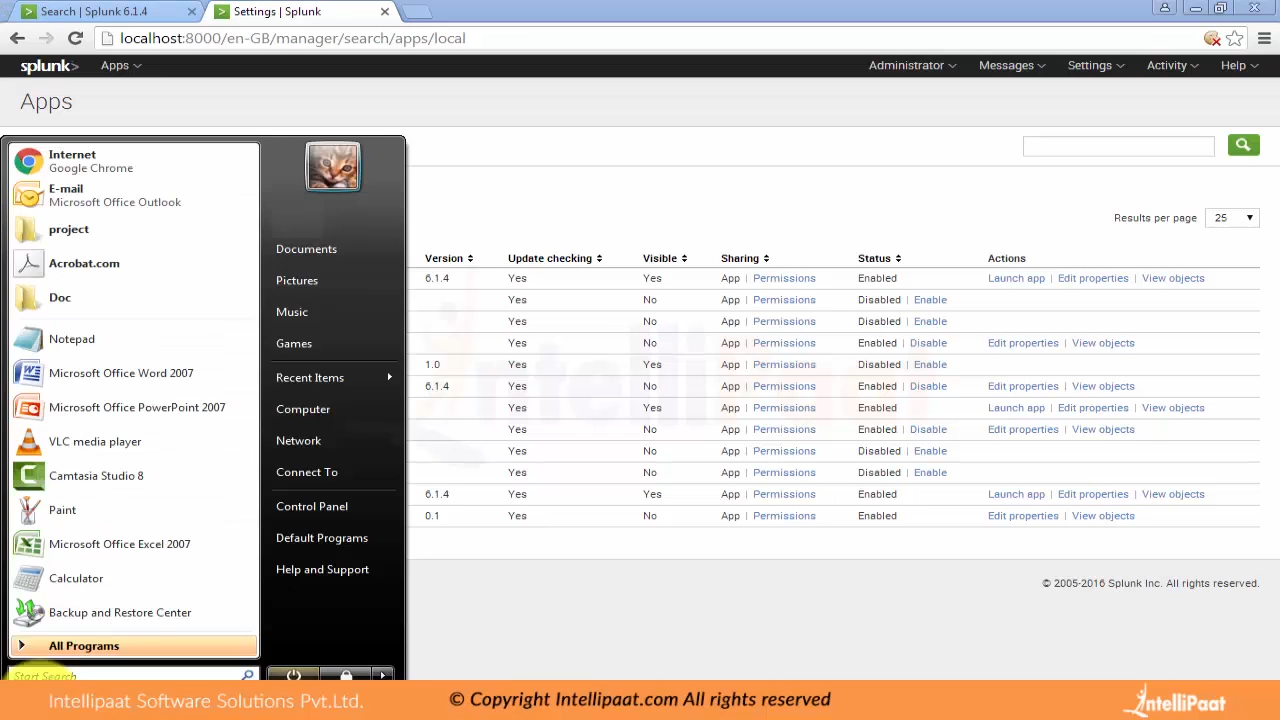 Search | Splunk 6.1.4
Settings | Splunk
localhost:8000/en-GB/manager/search/apps/local
splunk> Apps Administrator Messages Settings Activity Help
Apps
Internet
Google Chrome
E-mail
Microsoft Office Outlook
project
Acrobat.com
Doc
Notepad
Microsoft Office Word 2007
Microsoft Office PowerPoint 2007
VLC media player
Camtasia Studio 8
Paint
Microsoft Office Excel 2007
Calculator
Backup and Restore Center
All Programs
Start Search
Documents
Pictures
Music
Games
Recent Items
Computer
Network
Connect To
Control Panel
Default Programs
Help and Support
Results per page 25
Version Update checking Visible Sharing Status Actions
6.1.4 Yes Yes App | Permissions Enabled Launch app | Edit properties | View objects
Yes No App | Permissions Disabled | Enable
Yes No App | Permissions Disabled | Enable
Yes No App | Permissions Enabled | Disable Edit properties | View objects
1.0 Yes Yes App | Permissions Disabled | Enable
6.1.4 Yes No App | Permissions Enabled | Disable Edit properties | View objects
Yes Yes App | Permissions Enabled Launch app | Edit properties | View objects
Yes No App | Permissions Enabled | Disable Edit properties | View objects
Yes No App | Permissions Disabled | Enable
Yes No App | Permissions Disabled | Enable
6.1.4 Yes Yes App | Permissions Enabled Launch app | Edit properties | View objects
0.1 Yes No App | Permissions Enabled Edit properties | View objects
© 2005-2016 Splunk Inc. All rights reserved.
Intellipaat Software Solutions Pvt.Ltd.
© Copyright Intellipaat.com All rights reserved
IntelliPaat